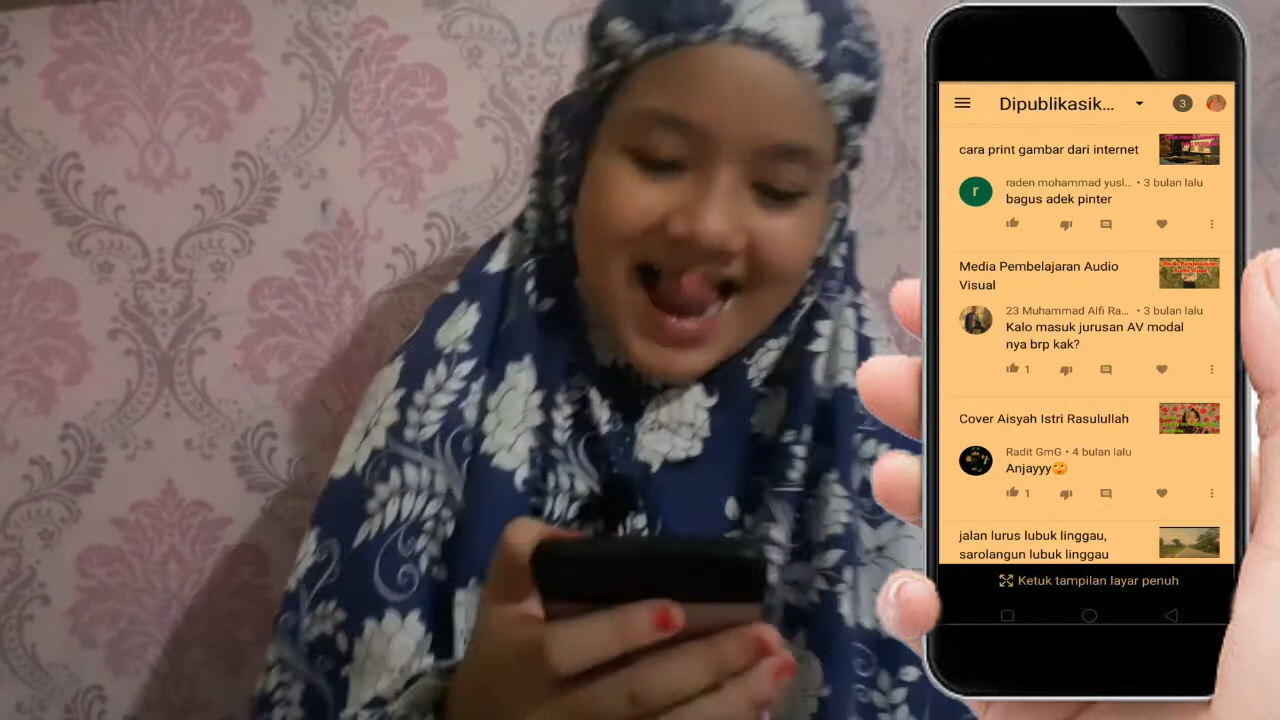 Dipublikasik...
3
cara print gambar dari internet
raden mohammad yusl... • 3 bulan lalu
r
bagus adek pinter
Media Pembelajaran Audio
Visual
23 Muhammad Alfi Ra... • 3 bulan lalu
Kalo masuk jurusan AV modal
nya brp kak?
1
Cover Aisyah Istri Rasulullah
Radit GmG • 4 bulan lalu
Anjayyy🙄
1
jalan lurus lubuk linggau,
sarolangun lubuk linggau
Ketuk tampilan layar penuh